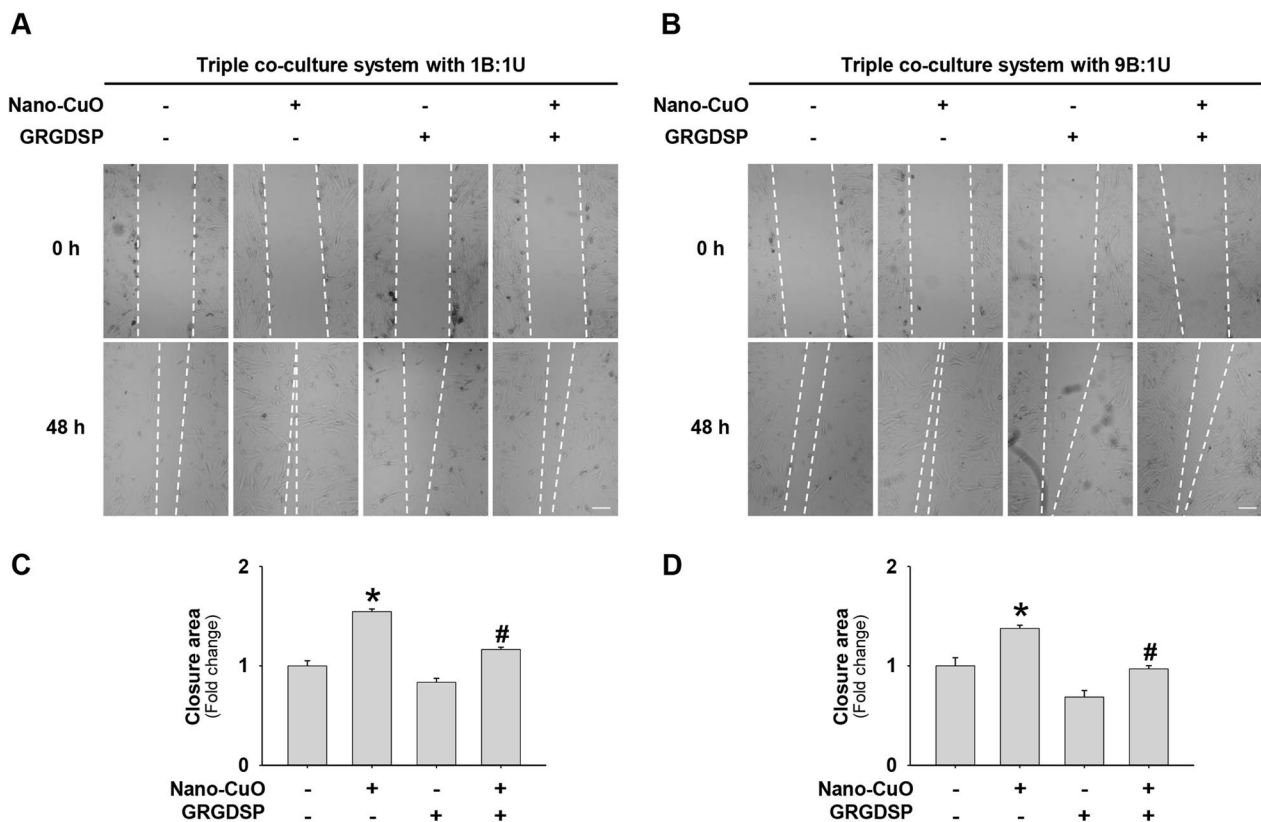 A
Triple co-culture system with 1B:1U
Nano-CuO - + - +
GRGDSP - - + +
0 h
48 h
B
Triple co-culture system with 9B:1U
Nano-CuO - + - +
GRGDSP - - + +
0 h
48 h
C
Closure area
(Fold change)
2
1
0
*
#
Nano-CuO - + - +
GRGDSP - - + +
D
Closure area
(Fold change)
2
1
0
*
#
Nano-CuO - + - +
GRGDSP - - + +